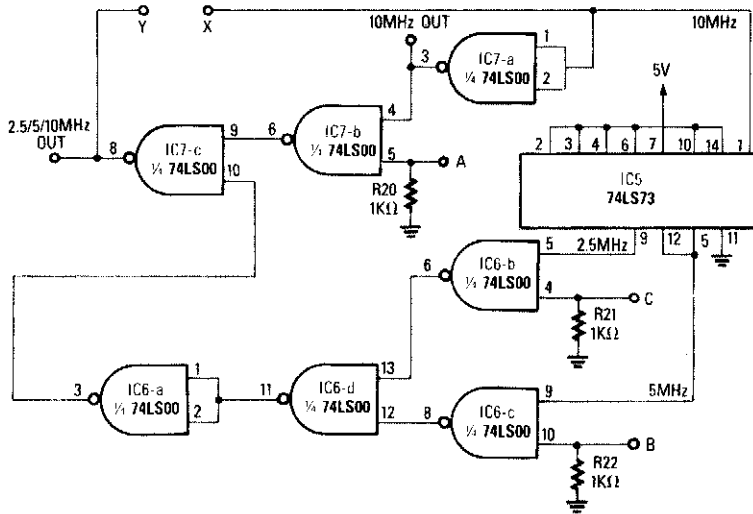 Y
X
10MHz OUT
10MHz
3
IC7-a
¼ 74LS00
1
2
5V
2.5/5/10MHz
OUT
8
IC7-c
¼ 74LS00
9
10
6
IC7-b
¼ 74LS00
4
5
A
R20
1KΩ
2
3
4
6
7
10
14
1
IC5
74LS73
9
12
5
11
2.5MHz
6
IC6-b
¼ 74LS00
5
4
C
R21
1KΩ
3
IC6-a
¼ 74LS00
1
2
11
IC6-d
¼ 74LS00
13
12
8
IC6-c
¼ 74LS00
9
10
5MHz
B
R22
1KΩ